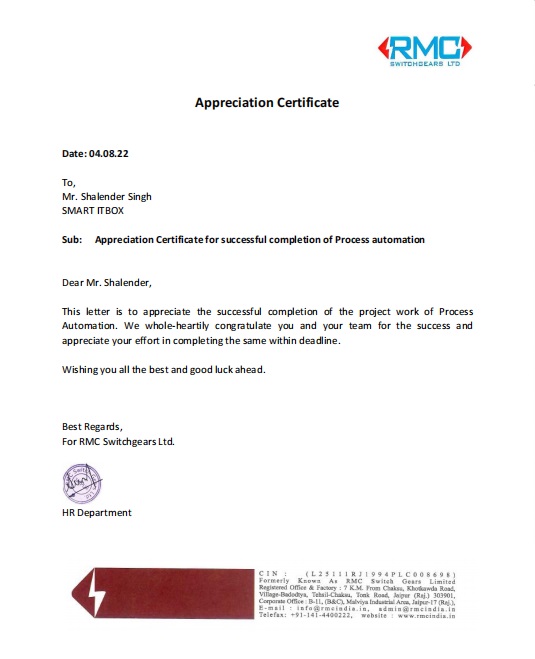 RMC
SWITCHGEARS LTD
Appreciation Certificate
Date: 04.08.22
To,
Mr. Shalender Singh
SMART ITBOX
Sub: Appreciation Certificate for successful completion of Process automation
Dear Mr. Shalender,
This letter is to appreciate the successful completion of the project work of Process
Automation. We whole-heartily congratulate you and your team for the success and
appreciate your effort in completing the same within deadline.
Wishing you all the best and good luck ahead.
Best Regards,
For RMC Switchgears Ltd.
HR Department
CIN : (L25111RJ1994PLC008698)
Formerly Known As RMC Switch Gears Limited
Registered Office & Factory : 7 K.M. From Chaksu, Khotkawda Road,
Village-Badodiya, Tehsil-Chaksu, Tonk Road, Jaipur (Raj.) 303901,
Corporate Office : B-11, (B&C), Malviya Industrial Area, Jaipur-17 (Raj.),
E-mail : info@rmcindia.in, admin@rmcindia.in
Telefax: +91-141-4400222, website : www.rmcindia.in